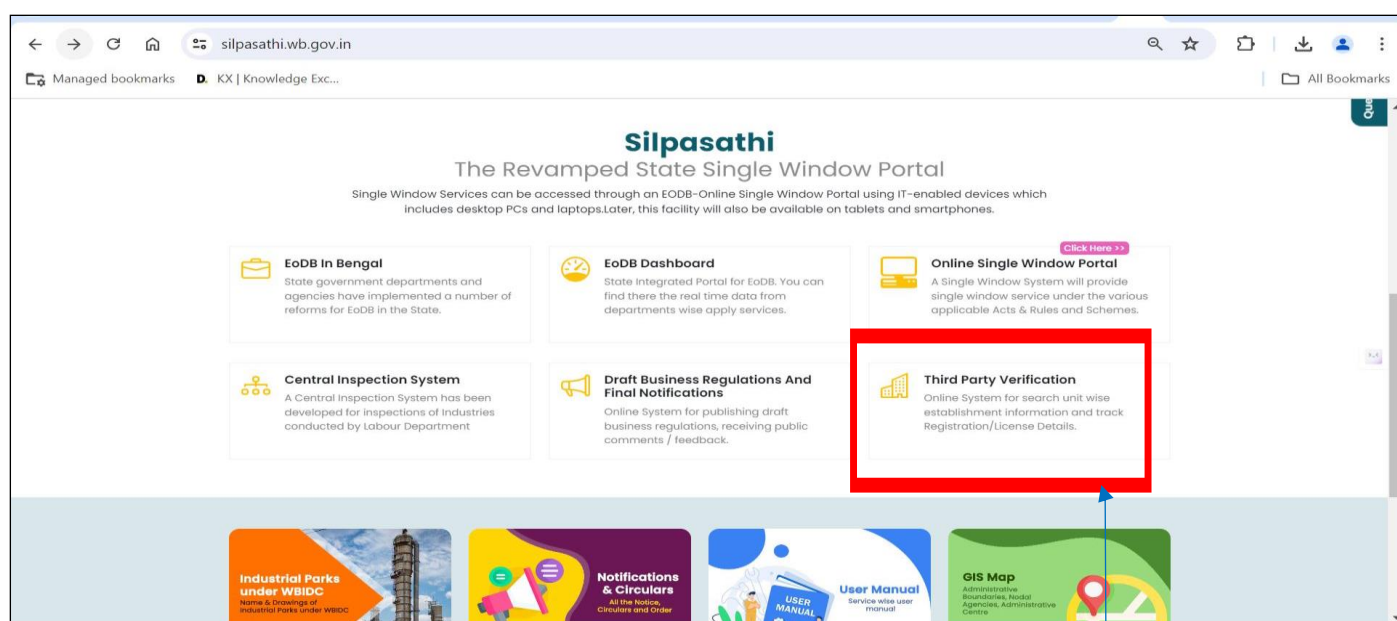 silpasathi.wb.gov.in
Managed bookmarks
D. KX | Knowledge Exc...
All Bookmarks
Que
Silpasathi
The Revamped State Single Window Portal
Single Window Services can be accessed through an EODB-Online Single Window Portal using IT-enabled devices which
includes desktop PCs and laptops.Later, this facility will also be available on tablets and smartphones.
EoDB In Bengal
State government departments and
agencies have implemented a number of
reforms for EoDB in the State.
EoDB Dashboard
State Integrated Portal for EoDB. You can
find there the real time data from
departments wise apply services.
Click Here >>
Online Single Window Portal
A Single Window System will provide
single window service under the various
applicable Acts & Rules and Schemes.
Central Inspection System
A Central Inspection System has been
developed for inspections of Industries
conducted by Labour Department
Draft Business Regulations And
Final Notifications
Online System for publishing draft
business regulations, receiving public
comments / feedback.
Third Party Verification
Online System for search unit wise
establishment information and track
Registration/License Details.
Industrial Parks
under WBIDC
Name & Drawings of
Industrial Parks under WBIDC
Notifications
& Circulars
All the Notice,
Circulars and Order
USER
MANUAL
User Manual
Service wise user
manual
GIS Map
Administrative
Boundaries, Nodal
Agencies, Administrative
Centre